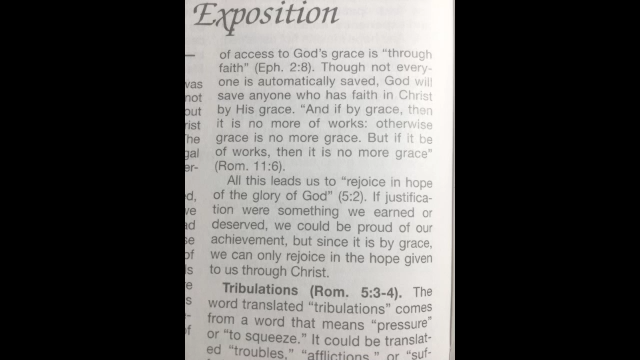 Exposition
of access to God's grace is "through
faith" (Eph. 2:8). Though not every-
one is automatically saved, God will
save anyone who has faith in Christ
by His grace. "And if by grace, then
it is no more of works: otherwise
grace is no more grace. But if it be
of works, then it is no more grace"
(Rom. 11:6).
All this leads us to "rejoice in hope
of the glory of God" (5:2). If justifica-
tion were something we earned or
deserved, we could be proud of our
achievement, but since it is by grace,
we can only rejoice in the hope given
to us through Christ.
Tribulations (Rom. 5:3-4). The
word translated "tribulations" comes
from a word that means "pressure"
or "to squeeze." It could be translat-
ed "troubles," "afflictions," or "suf-